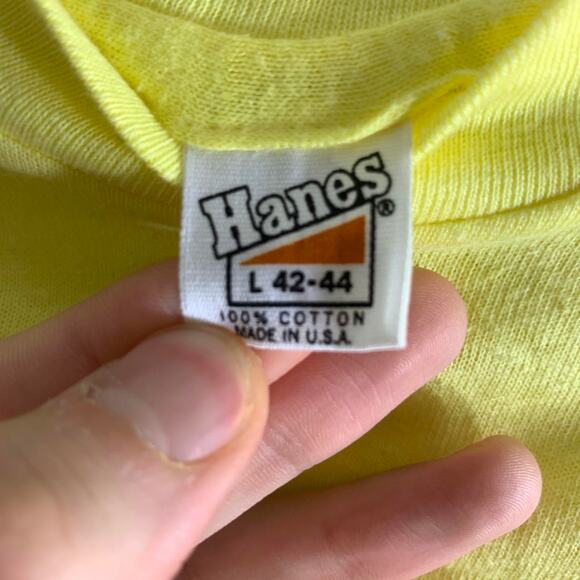 Hanes®
L 42-44
100% COTTON
MADE IN U.S.A.